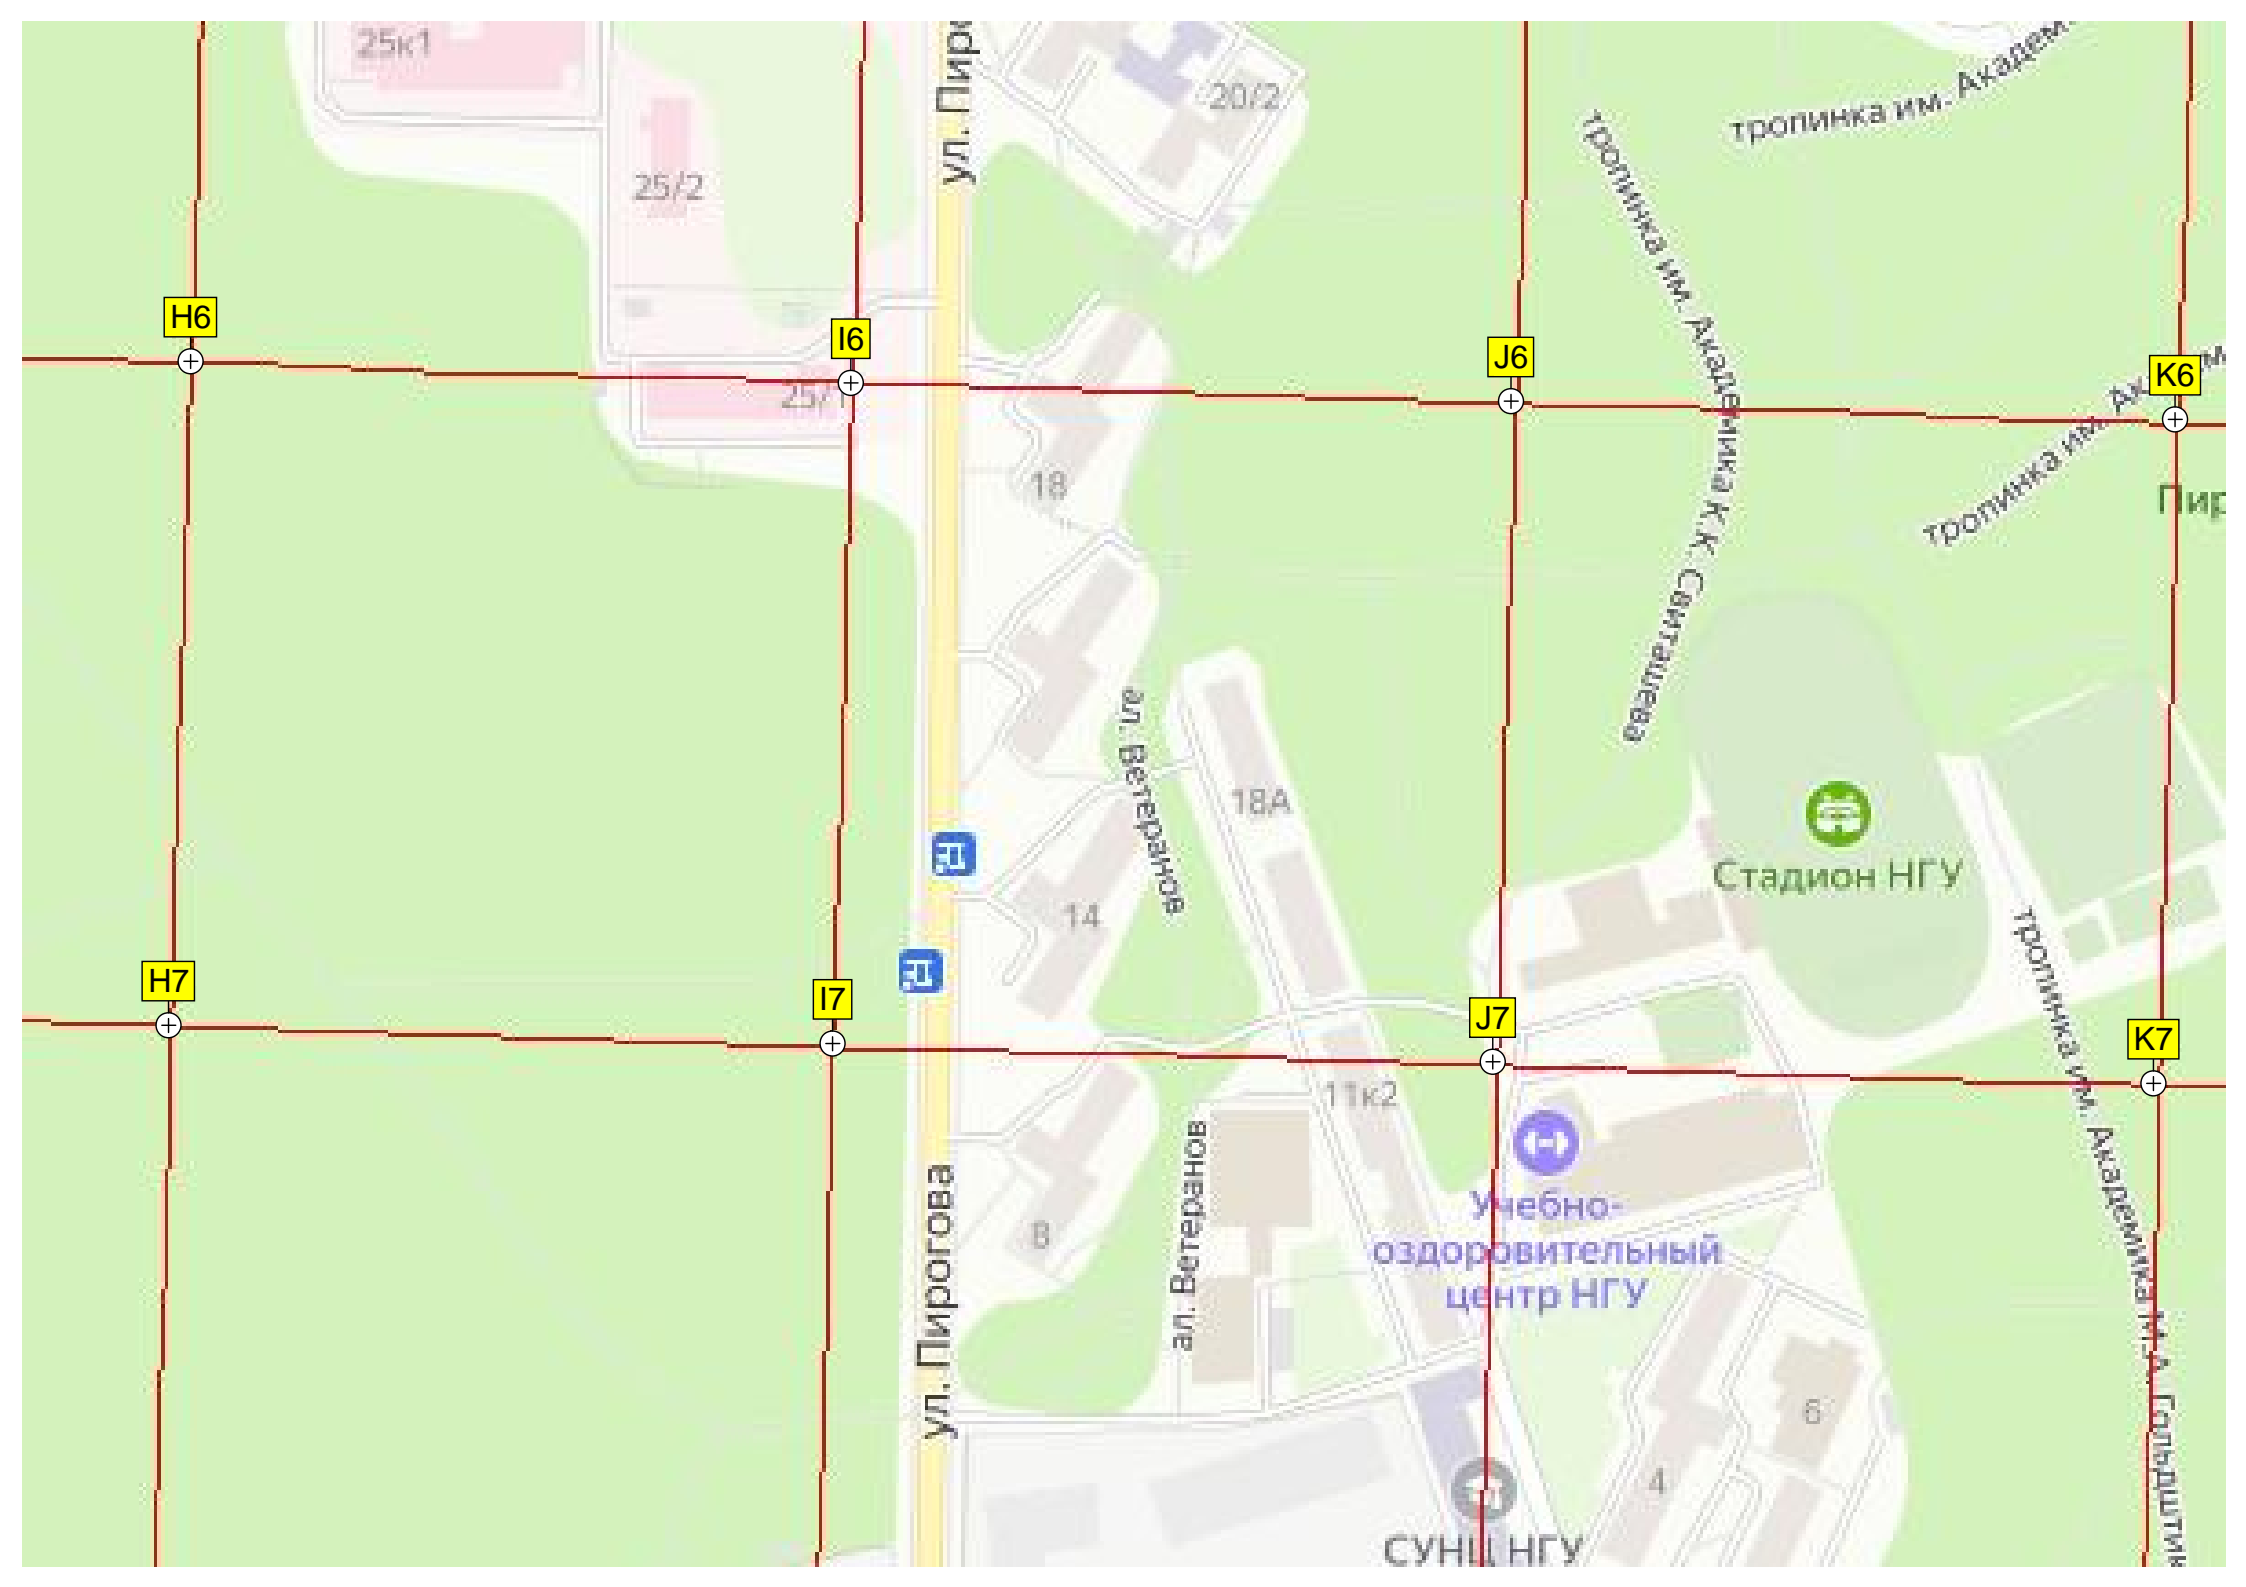 25к1
ул. Пиро
20/2
тропинка им. Академ
25/2
тропинка им. Академика К.К. Свиташева
H6
I6
J6
K6
25/1
тропинка им. Ак
18
Пир
ал. Ветеранов
18А
Стадион НГУ
14
тропинка им. Академика М.А. Гольдштик
H7
I7
J7
K7
11к2
ал. Ветеранов
Учебно-
оздоровительный
центр НГУ
8
ул. Пирогова
6
4
СУНЦ НГУ